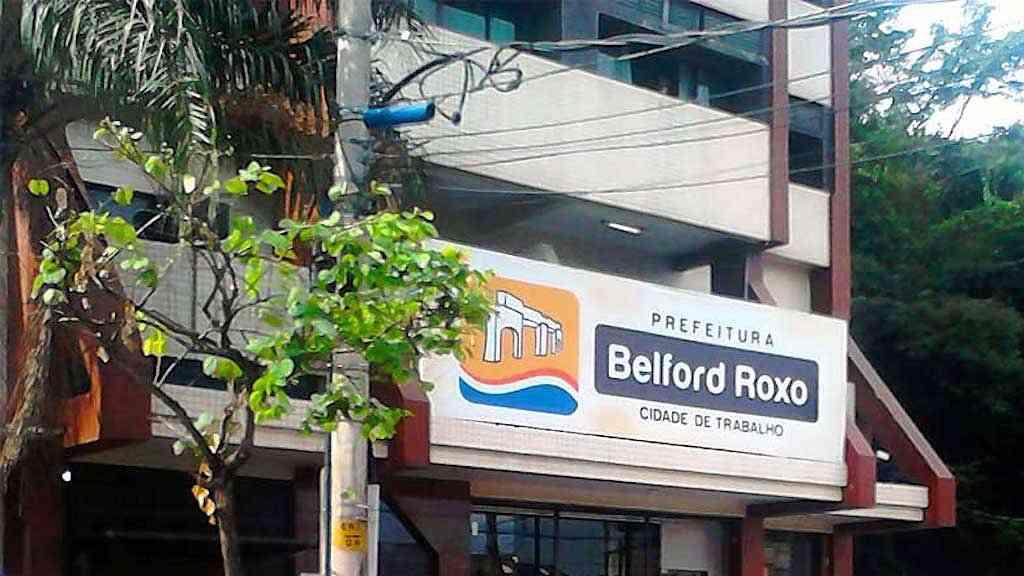 PREFEITURA
Belford Roxo
CIDADE DE TRABALHO